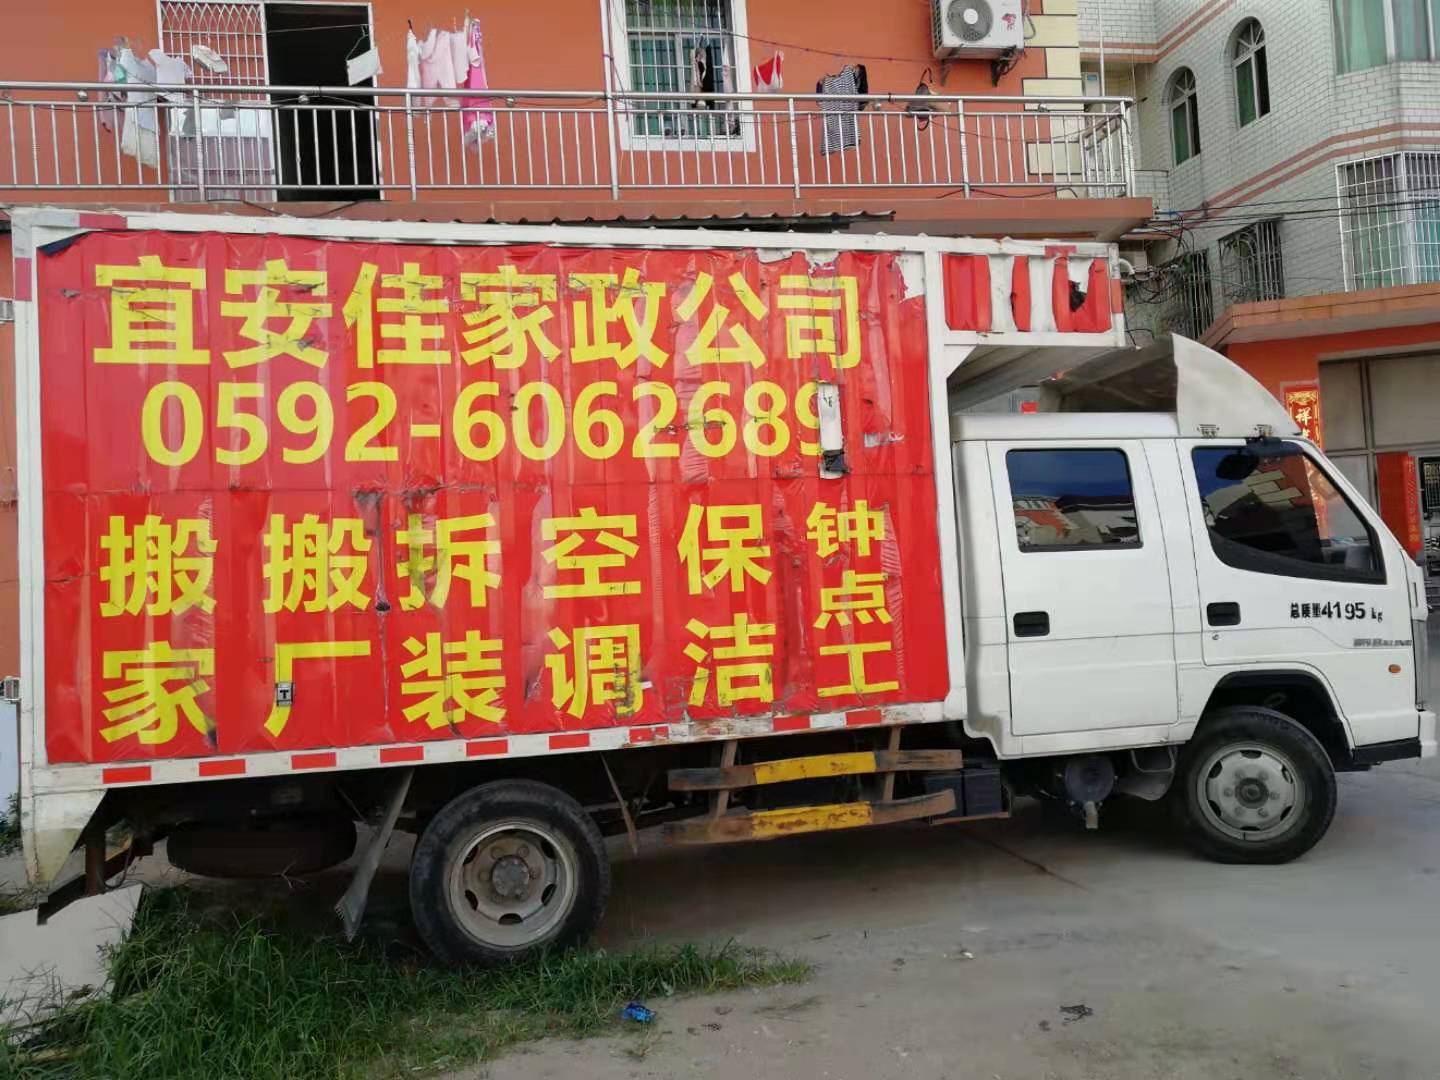 宜安佳家政公司
0592-6062689
搬家
搬厂
拆装
空调
保洁
钟点工
总质量4195kg
祥